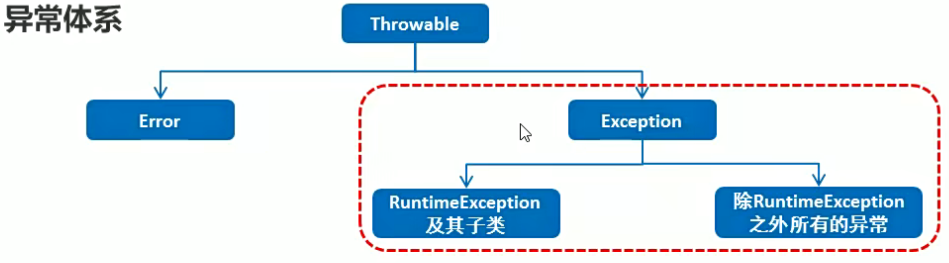 异常体系
Throwable
Error
Exception
RuntimeException
及其子类
除RuntimeException
之外所有的异常